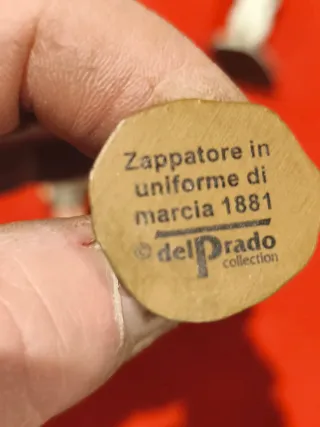 Zappatore in
uniforme di
marcia 1881
© delPrado
collection